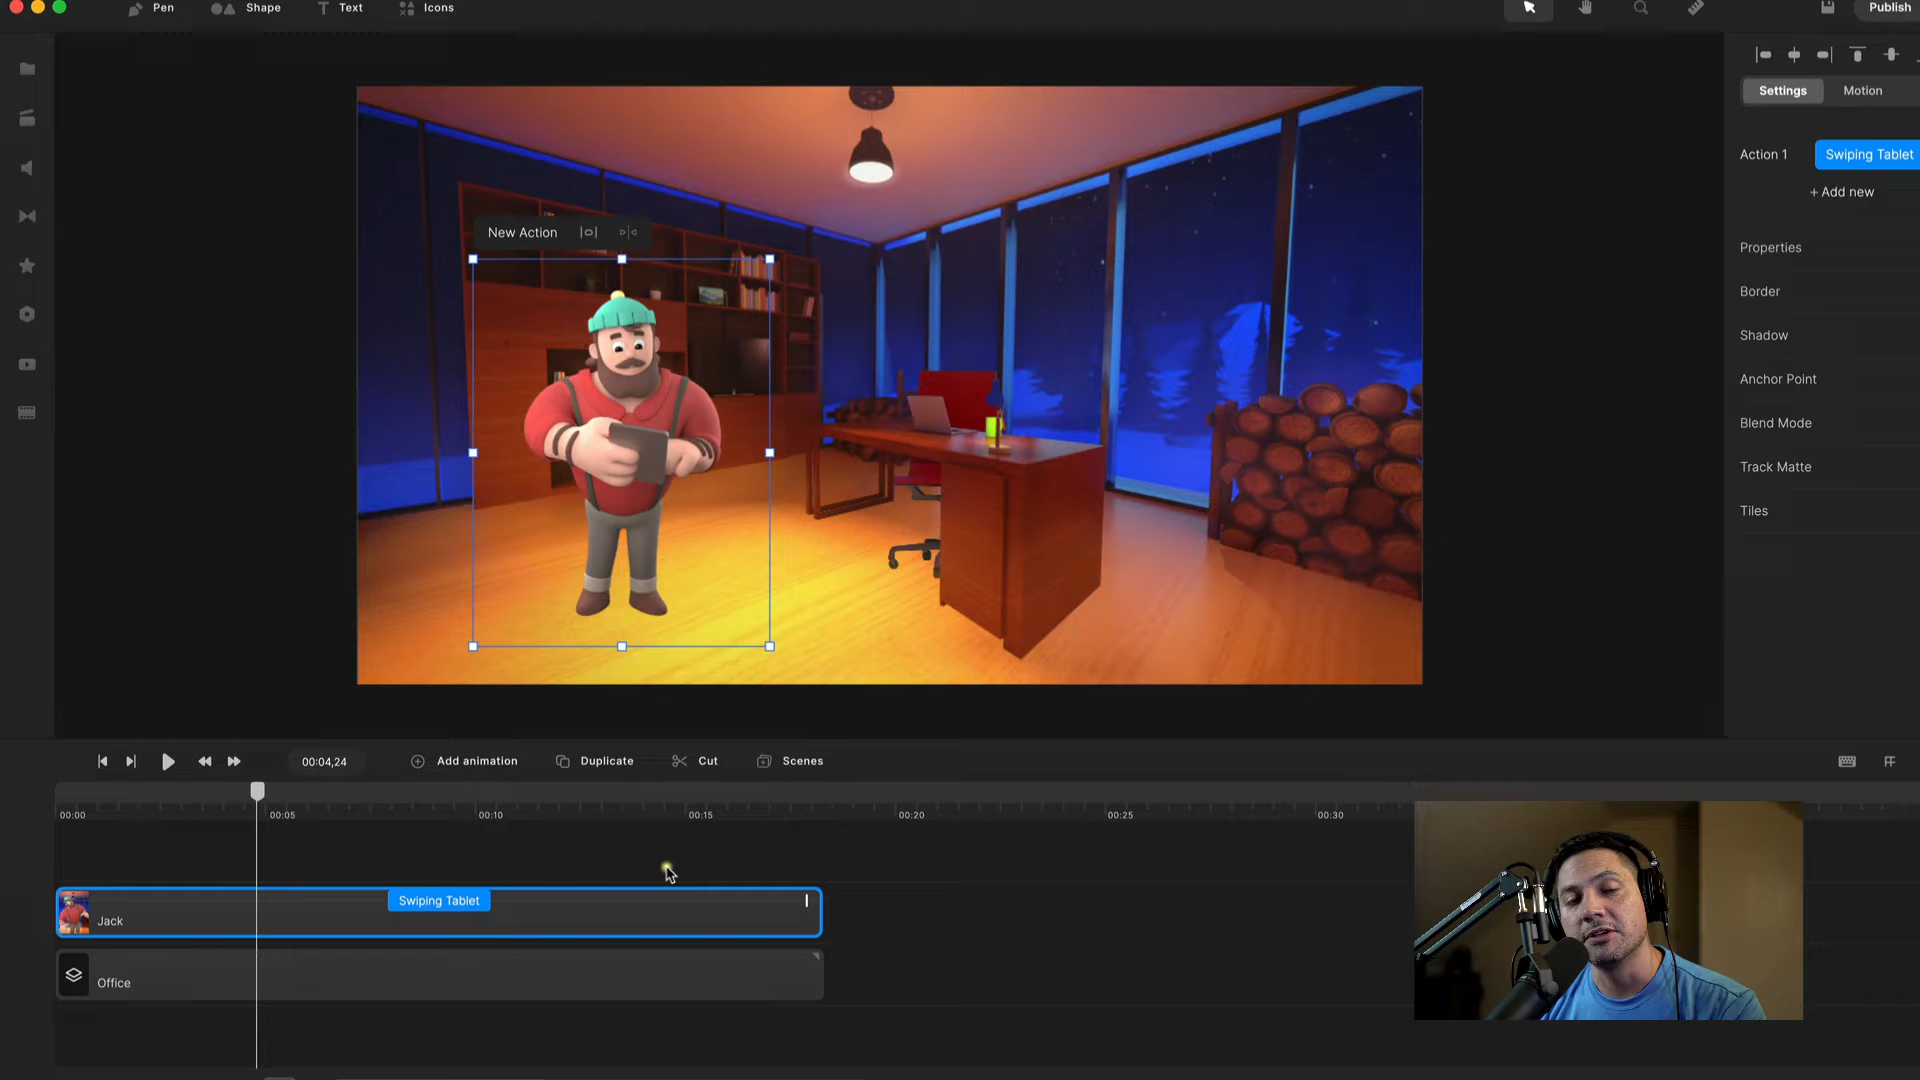 Pen Shape Text Icons Publish
Settings Motion
Action 1 Swiping Tablet
+ Add new
New Action
Properties
Border
Shadow
Anchor Point
Blend Mode
Track Matte
Tiles
00:04,24 Add animation Duplicate Cut Scenes
00:00 00:05 00:10 00:15 00:20 00:25 00:30
Swiping Tablet
Jack
Office